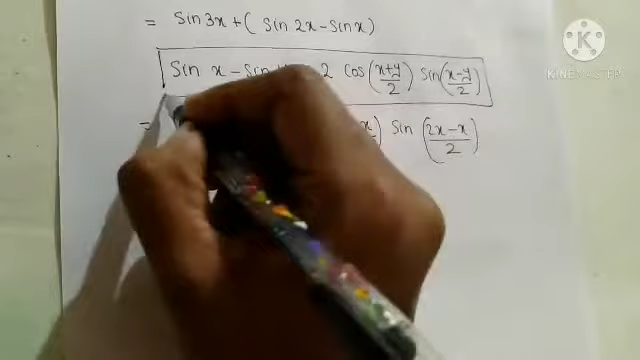 = Sin 3x + ( Sin 2x - Sin x )
Sin x - Sin 2 Cos (x+y/2) Sin (x-y/2)
= x ) Sin (2x-x/2)
KINEMASTER